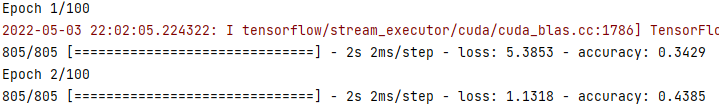 Epoch 1/100
2022-05-03 22:02:05.224322: I tensorflow/stream_executor/cuda/cuda_blas.cc:1786] TensorFlo
805/805 [==============================] - 2s 2ms/step - loss: 5.3853 - accuracy: 0.3429
Epoch 2/100
805/805 [==============================] - 2s 2ms/step - loss: 1.1318 - accuracy: 0.4385